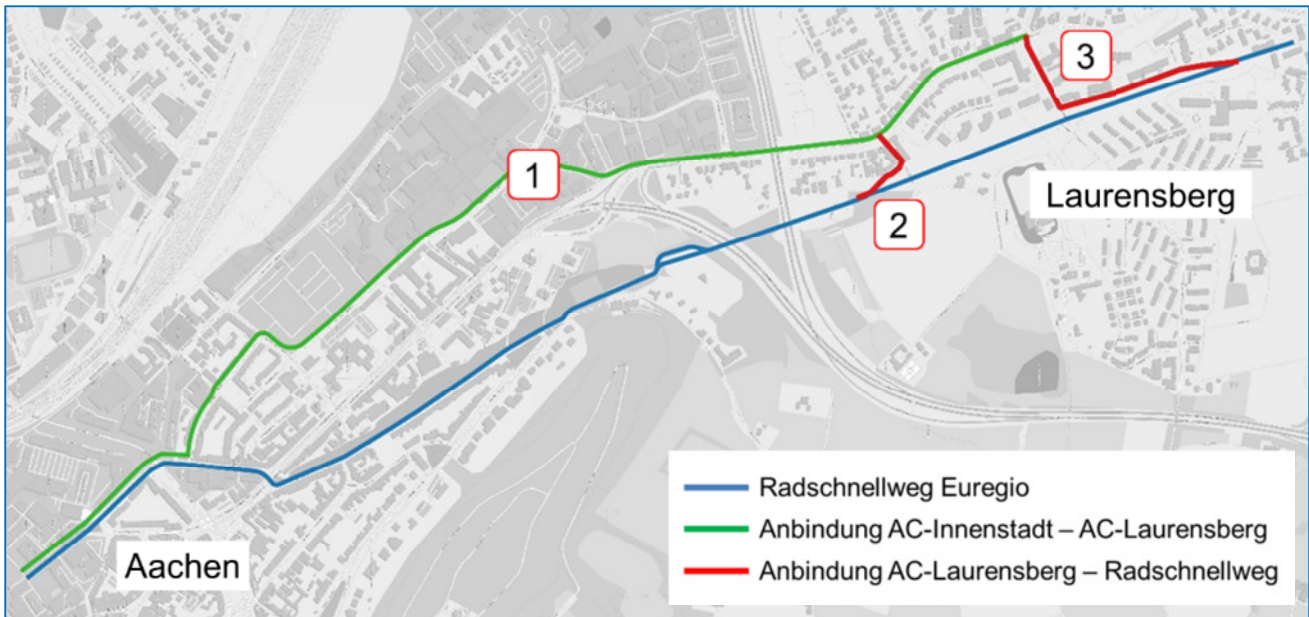 3
1
Laurensberg
2
Aachen
Radschnellweg Euregio
Anbindung AC-Innenstadt – AC-Laurensberg
Anbindung AC-Laurensberg – Radschnellweg